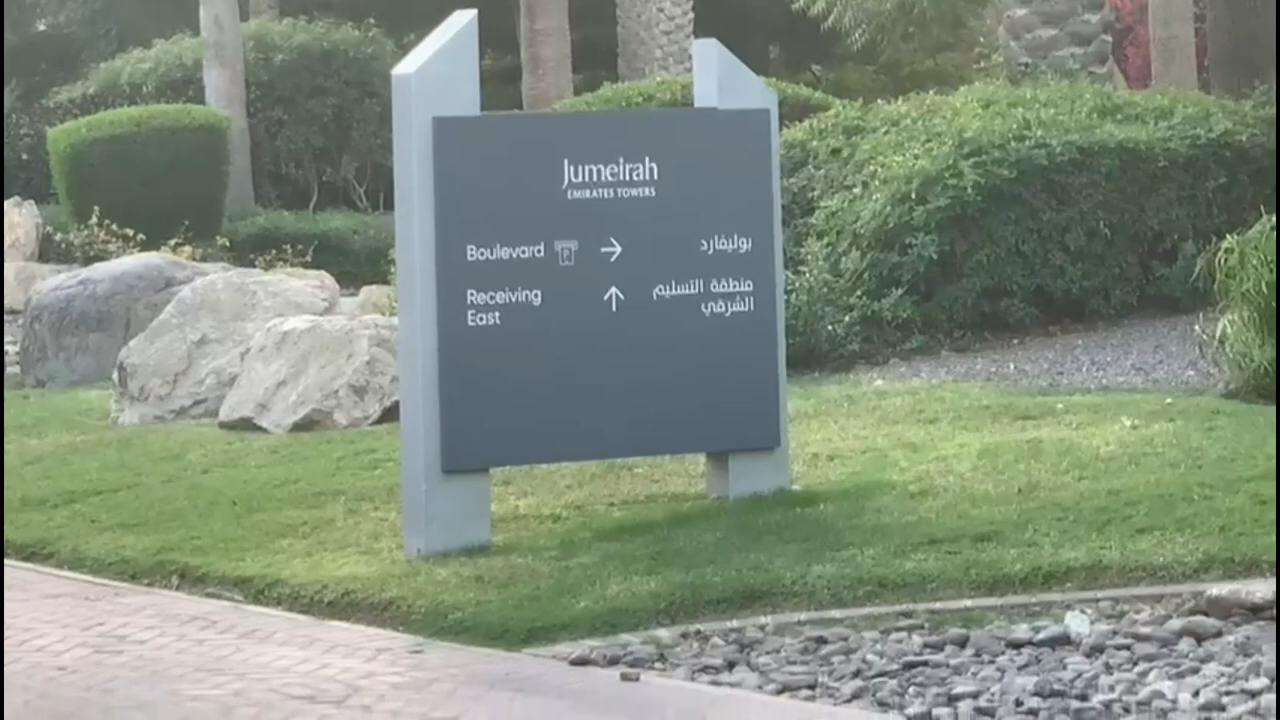 Jumeirah
EMIRATES TOWERS
Boulevard P → بوليفارد
Receiving ↑ منطقة التسليم
East الشرقي